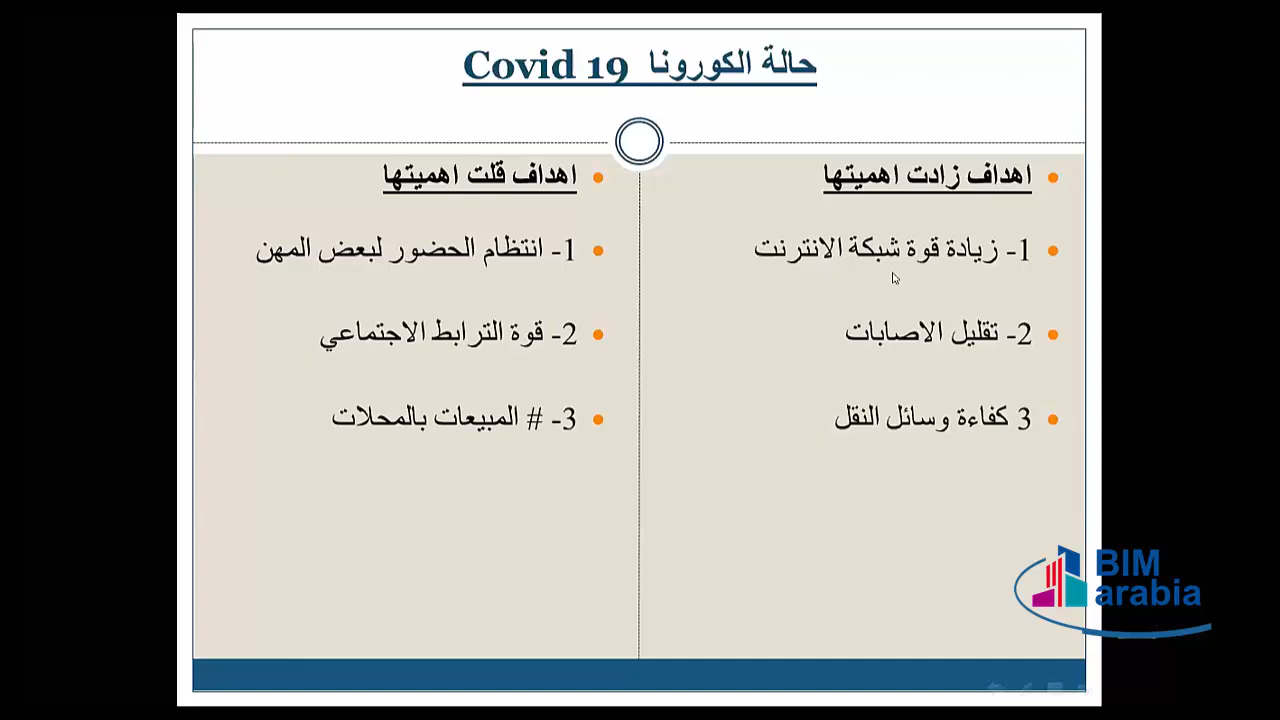 حالة الكورونا Covid 19
اهداف زادت اهميتها
1- زيادة قوة شبكة الانترنت
2- تقليل الاصابات
3 كفاءة وسائل النقل
اهداف قلت اهميتها
1- انتظام الحضور لبعض المهن
2- قوة الترابط الاجتماعي
3- # المبيعات بالمحلات
BIM
arabia